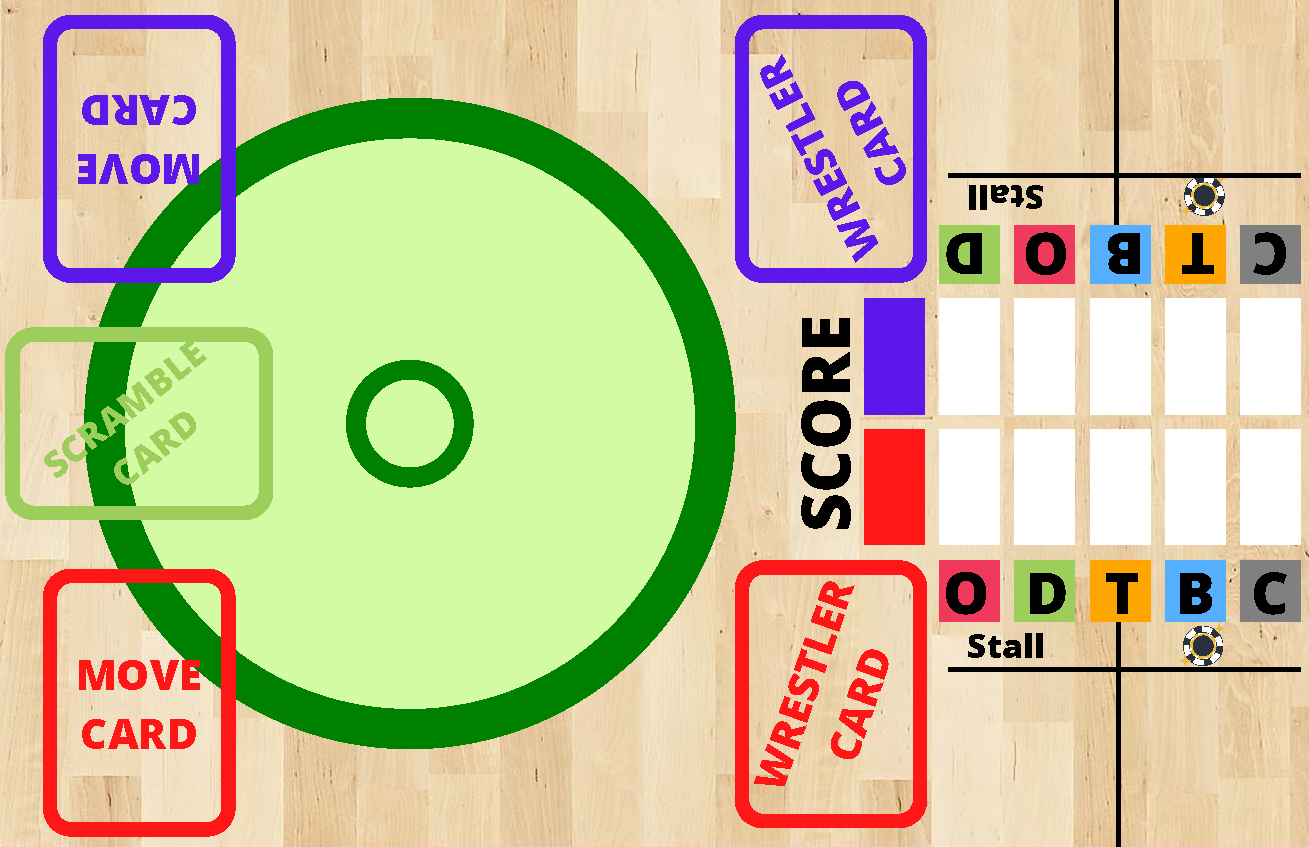 MOVE
CARD
WRESTLER
CARD
Stall
D O B T C
SCRAMBLE
CARD
SCORE
MOVE
CARD
WRESTLER
CARD
O D T B C
Stall